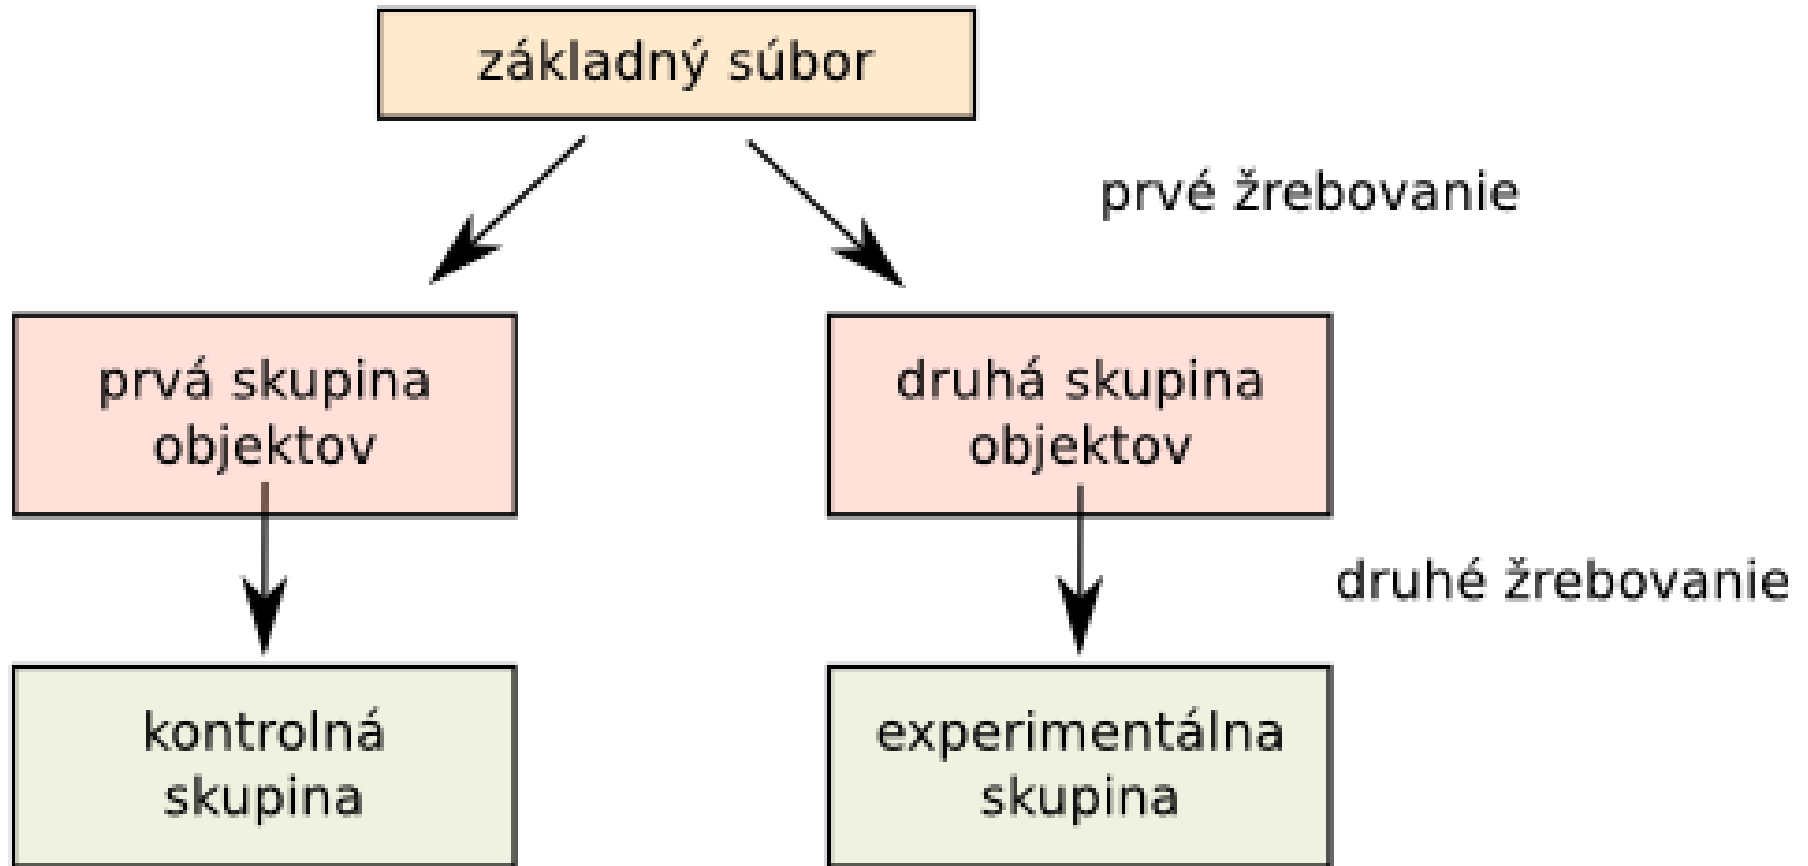 základný súbor
prvé žrebovanie
prvá skupina
objektov
druhá skupina
objektov
druhé žrebovanie
kontrolná
skupina
experimentálna
skupina